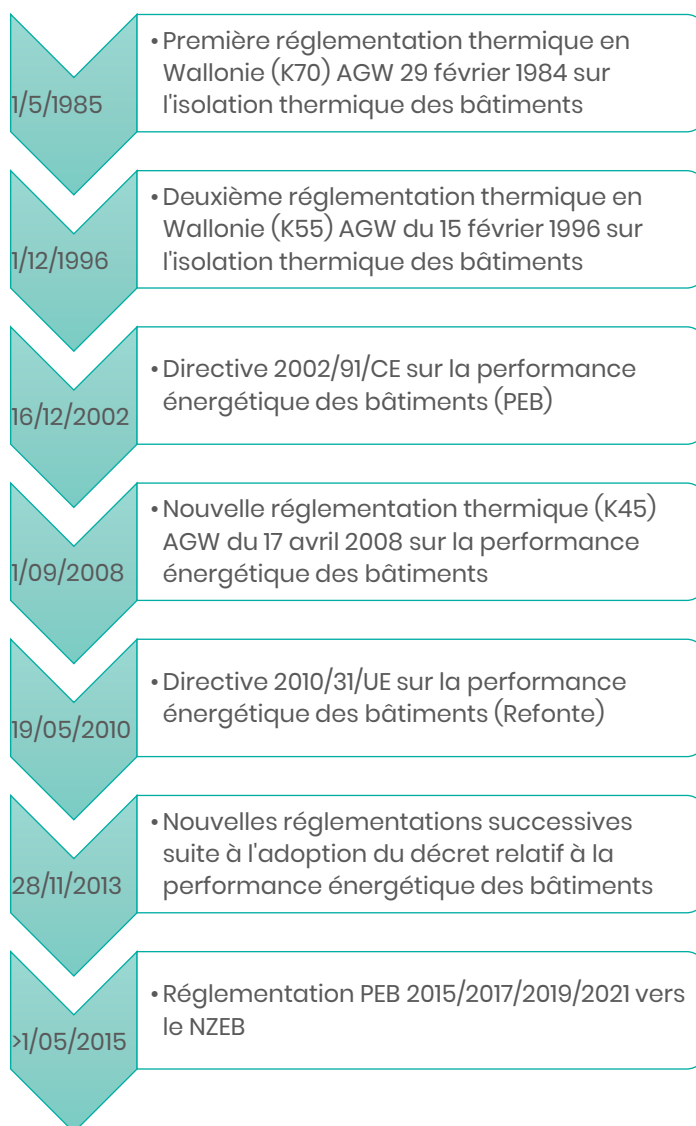 1/5/1985
• Première réglementation thermique en
Wallonie (K70) AGW 29 février 1984 sur
l'isolation thermique des bâtiments
1/12/1996
• Deuxième réglementation thermique en
Wallonie (K55) AGW du 15 février 1996 sur
l'isolation thermique des bâtiments
16/12/2002
• Directive 2002/91/CE sur la performance
énergétique des bâtiments (PEB)
1/09/2008
• Nouvelle réglementation thermique (K45)
AGW du 17 avril 2008 sur la performance
énergétique des bâtiments
19/05/2010
• Directive 2010/31/UE sur la performance
énergétique des bâtiments (Refonte)
28/11/2013
• Nouvelles réglementations successives
suite à l'adoption du décret relatif à la
performance énergétique des bâtiments
>1/05/2015
• Réglementation PEB 2015/2017/2019/2021 vers
le NZEB